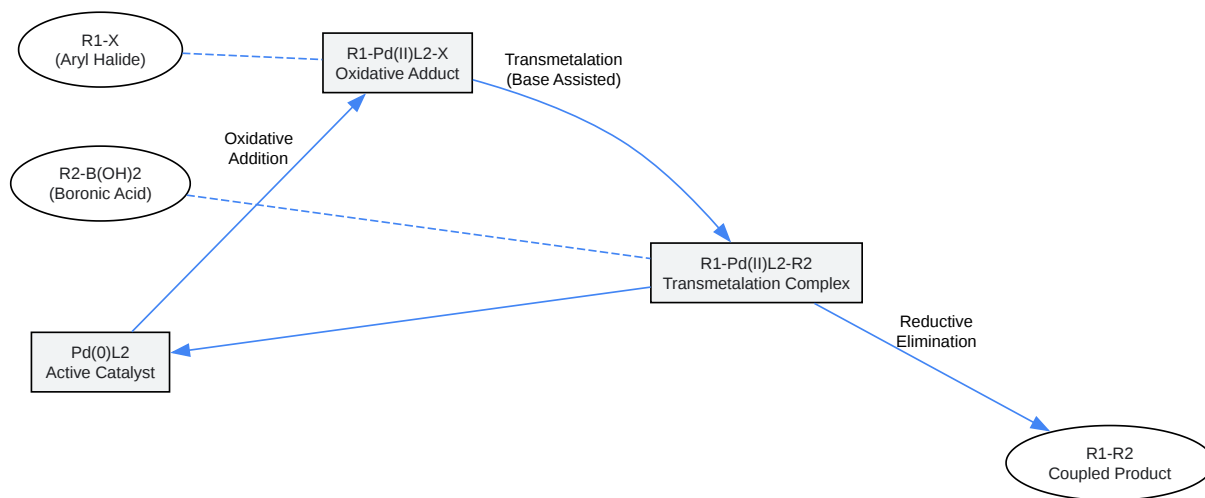 R1-X
(Aryl Halide)
R1-Pd(II)L2-X
Oxidative Adduct
Transmetalation
(Base Assisted)
Oxidative
Addition
R2-B(OH)2
(Boronic Acid)
R1-Pd(II)L2-R2
Transmetalation Complex
Reductive
Elimination
Pd(0)L2
Active Catalyst
R1-R2
Coupled Product